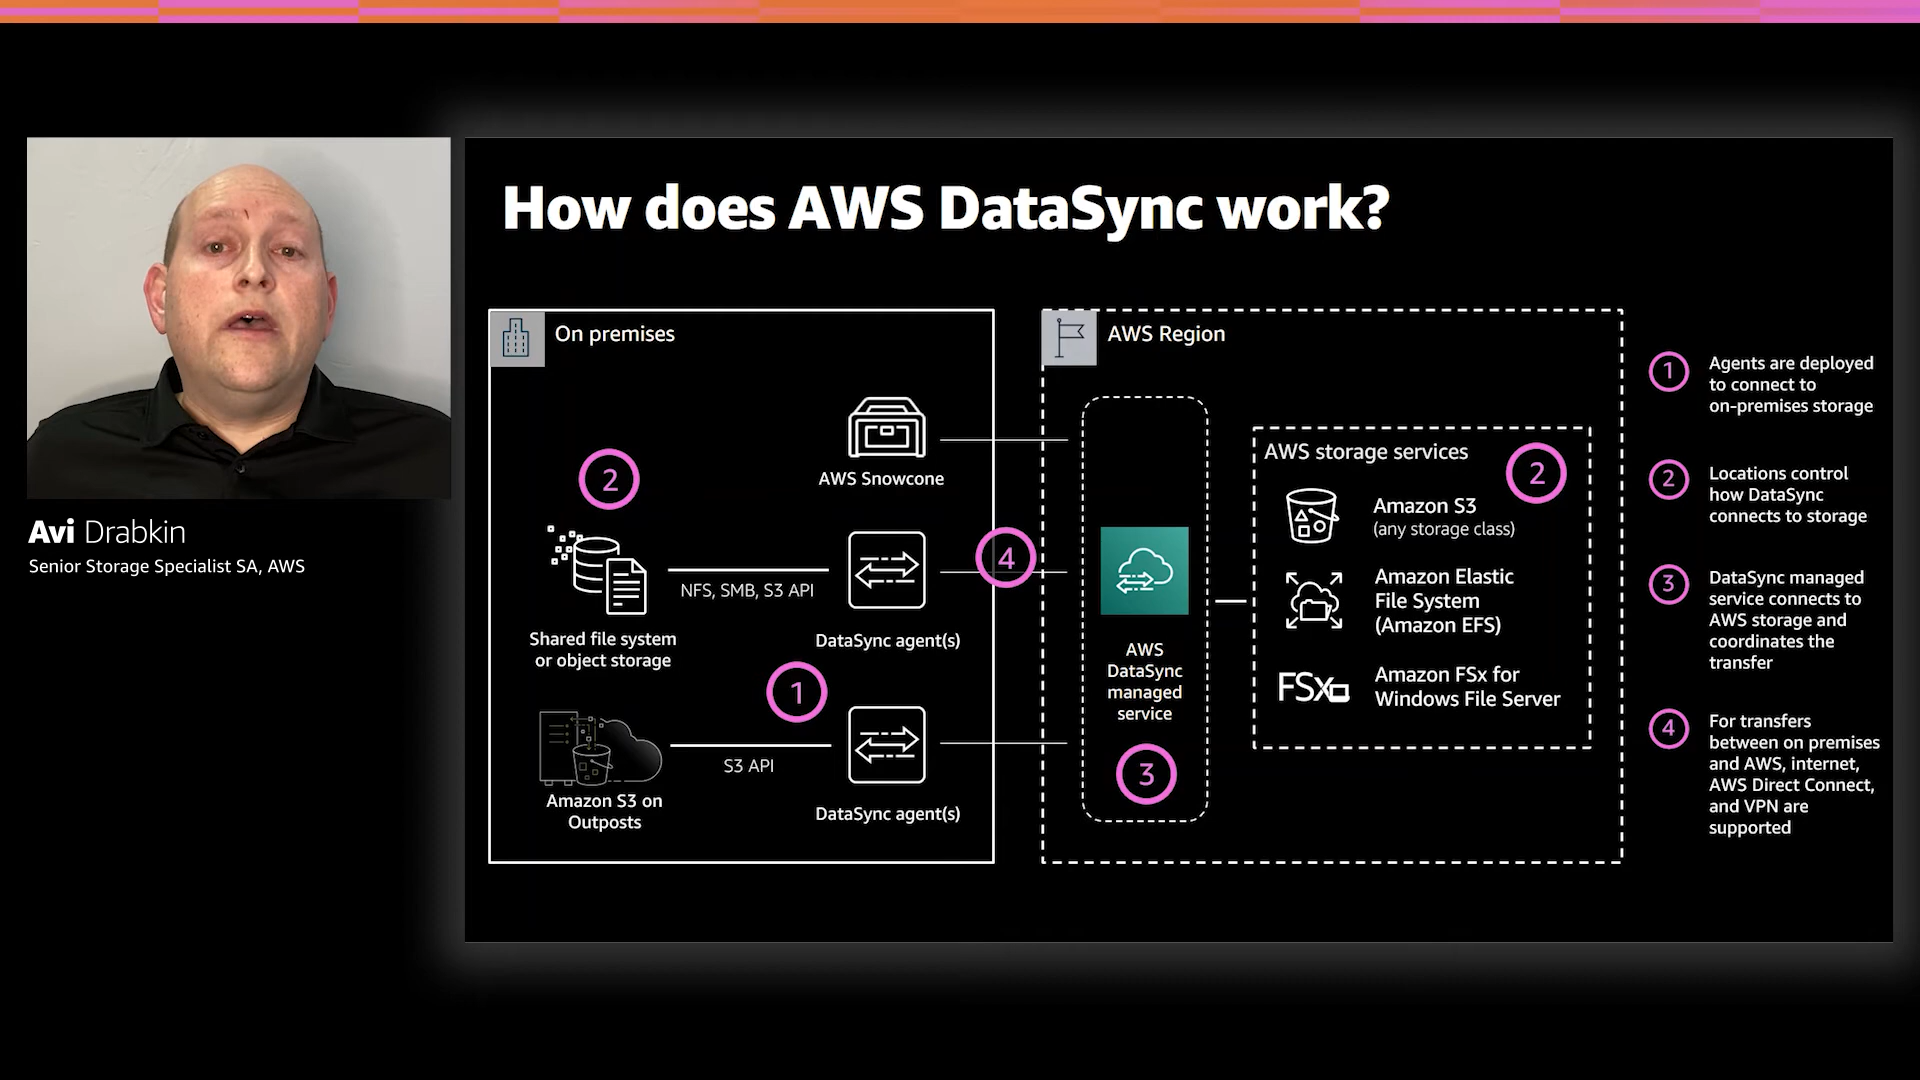 How does AWS DataSync work?
Avi Drabkin
Senior Storage Specialist SA, AWS
On premises
AWS Snowcone
2
Shared file system
or object storage
NFS, SMB, S3 API
DataSync agent(s)
1
Amazon S3 on
Outposts
S3 API
DataSync agent(s)
4
AWS Region
AWS
DataSync
managed
service
3
AWS storage services
2
Amazon S3
(any storage class)
Amazon Elastic
File System
(Amazon EFS)
FSx
Amazon FSx for
Windows File Server
1
Agents are deployed
to connect to
on-premises storage
2
Locations control
how DataSync
connects to storage
3
DataSync managed
service connects to
AWS storage and
coordinates the
transfer
4
For transfers
between on premises
and AWS, internet,
AWS Direct Connect,
and VPN are
supported